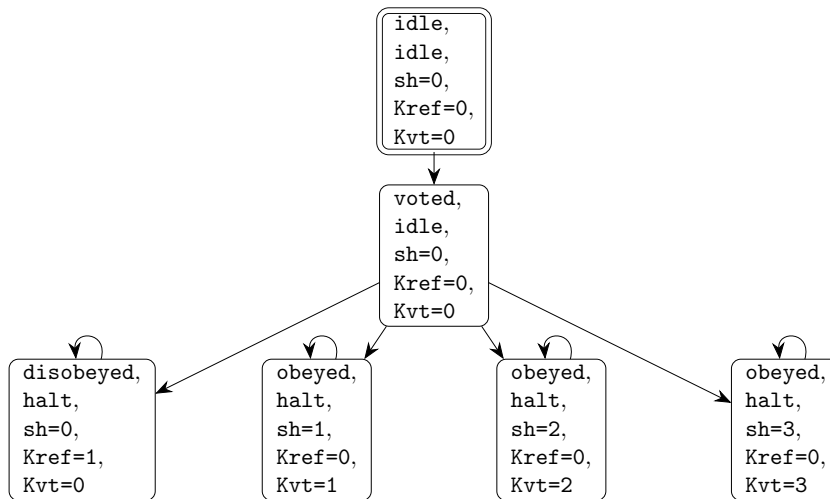 idle,
idle,
sh=0,
Kref=0,
Kvt=0
voted,
idle,
sh=0,
Kref=0,
Kvt=0
disobeyed,
halt,
sh=0,
Kref=1,
Kvt=0
obeyed,
halt,
sh=1,
Kref=0,
Kvt=1
obeyed,
halt,
sh=2,
Kref=0,
Kvt=2
obeyed,
halt,
sh=3,
Kref=0,
Kvt=3